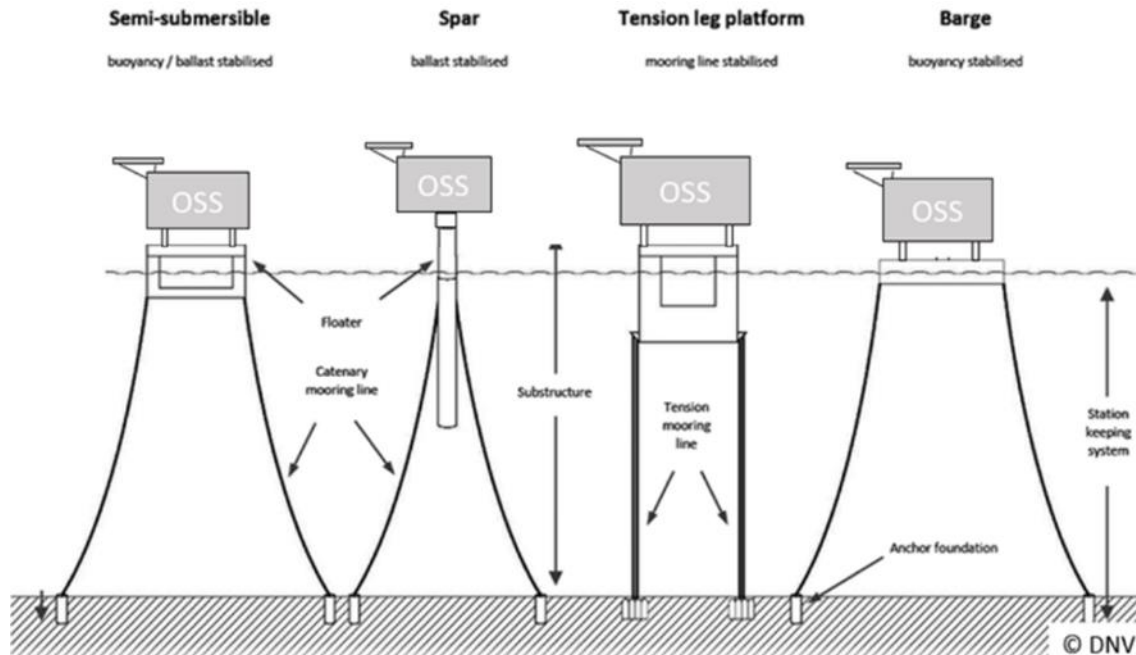 Semi-submersible
buoyancy / ballast stabilised
Spar
ballast stabilised
Tension leg platform
mooring line stabilised
Barge
buoyancy stabilised
OSS
OSS
OSS
OSS
Floater
Catenary
mooring line
Substructure
Tension
mooring
line
Station
keeping
system
Anchor foundation
© DNV